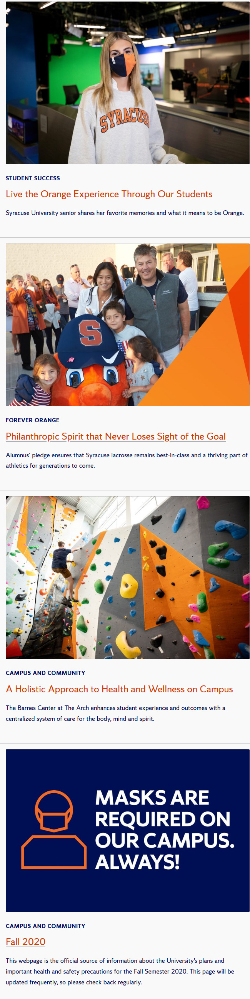 SYRACUSE
STUDENT SUCCESS
Live the Orange Experience Through Our Students
Syracuse University senior shares her favorite memories and what it means to be Orange.
S
FOREVER ORANGE
Philanthropic Spirit that Never Loses Sight of the Goal
Alumnus' pledge ensures that Syracuse lacrosse remains best-in-class and a thriving part of
athletics for generations to come.
S
CAMPUS AND COMMUNITY
A Holistic Approach to Health and Wellness on Campus
The Barnes Center at The Arch enhances student experience and outcomes with a
centralized system of care for the body, mind and spirit.
MASKS ARE
REQUIRED ON
OUR CAMPUS.
ALWAYS!
CAMPUS AND COMMUNITY
Fall 2020
This webpage is the official source of information about the University's plans and
important health and safety precautions for the Fall Semester 2020. This page will be
updated frequently, so please check back regularly.